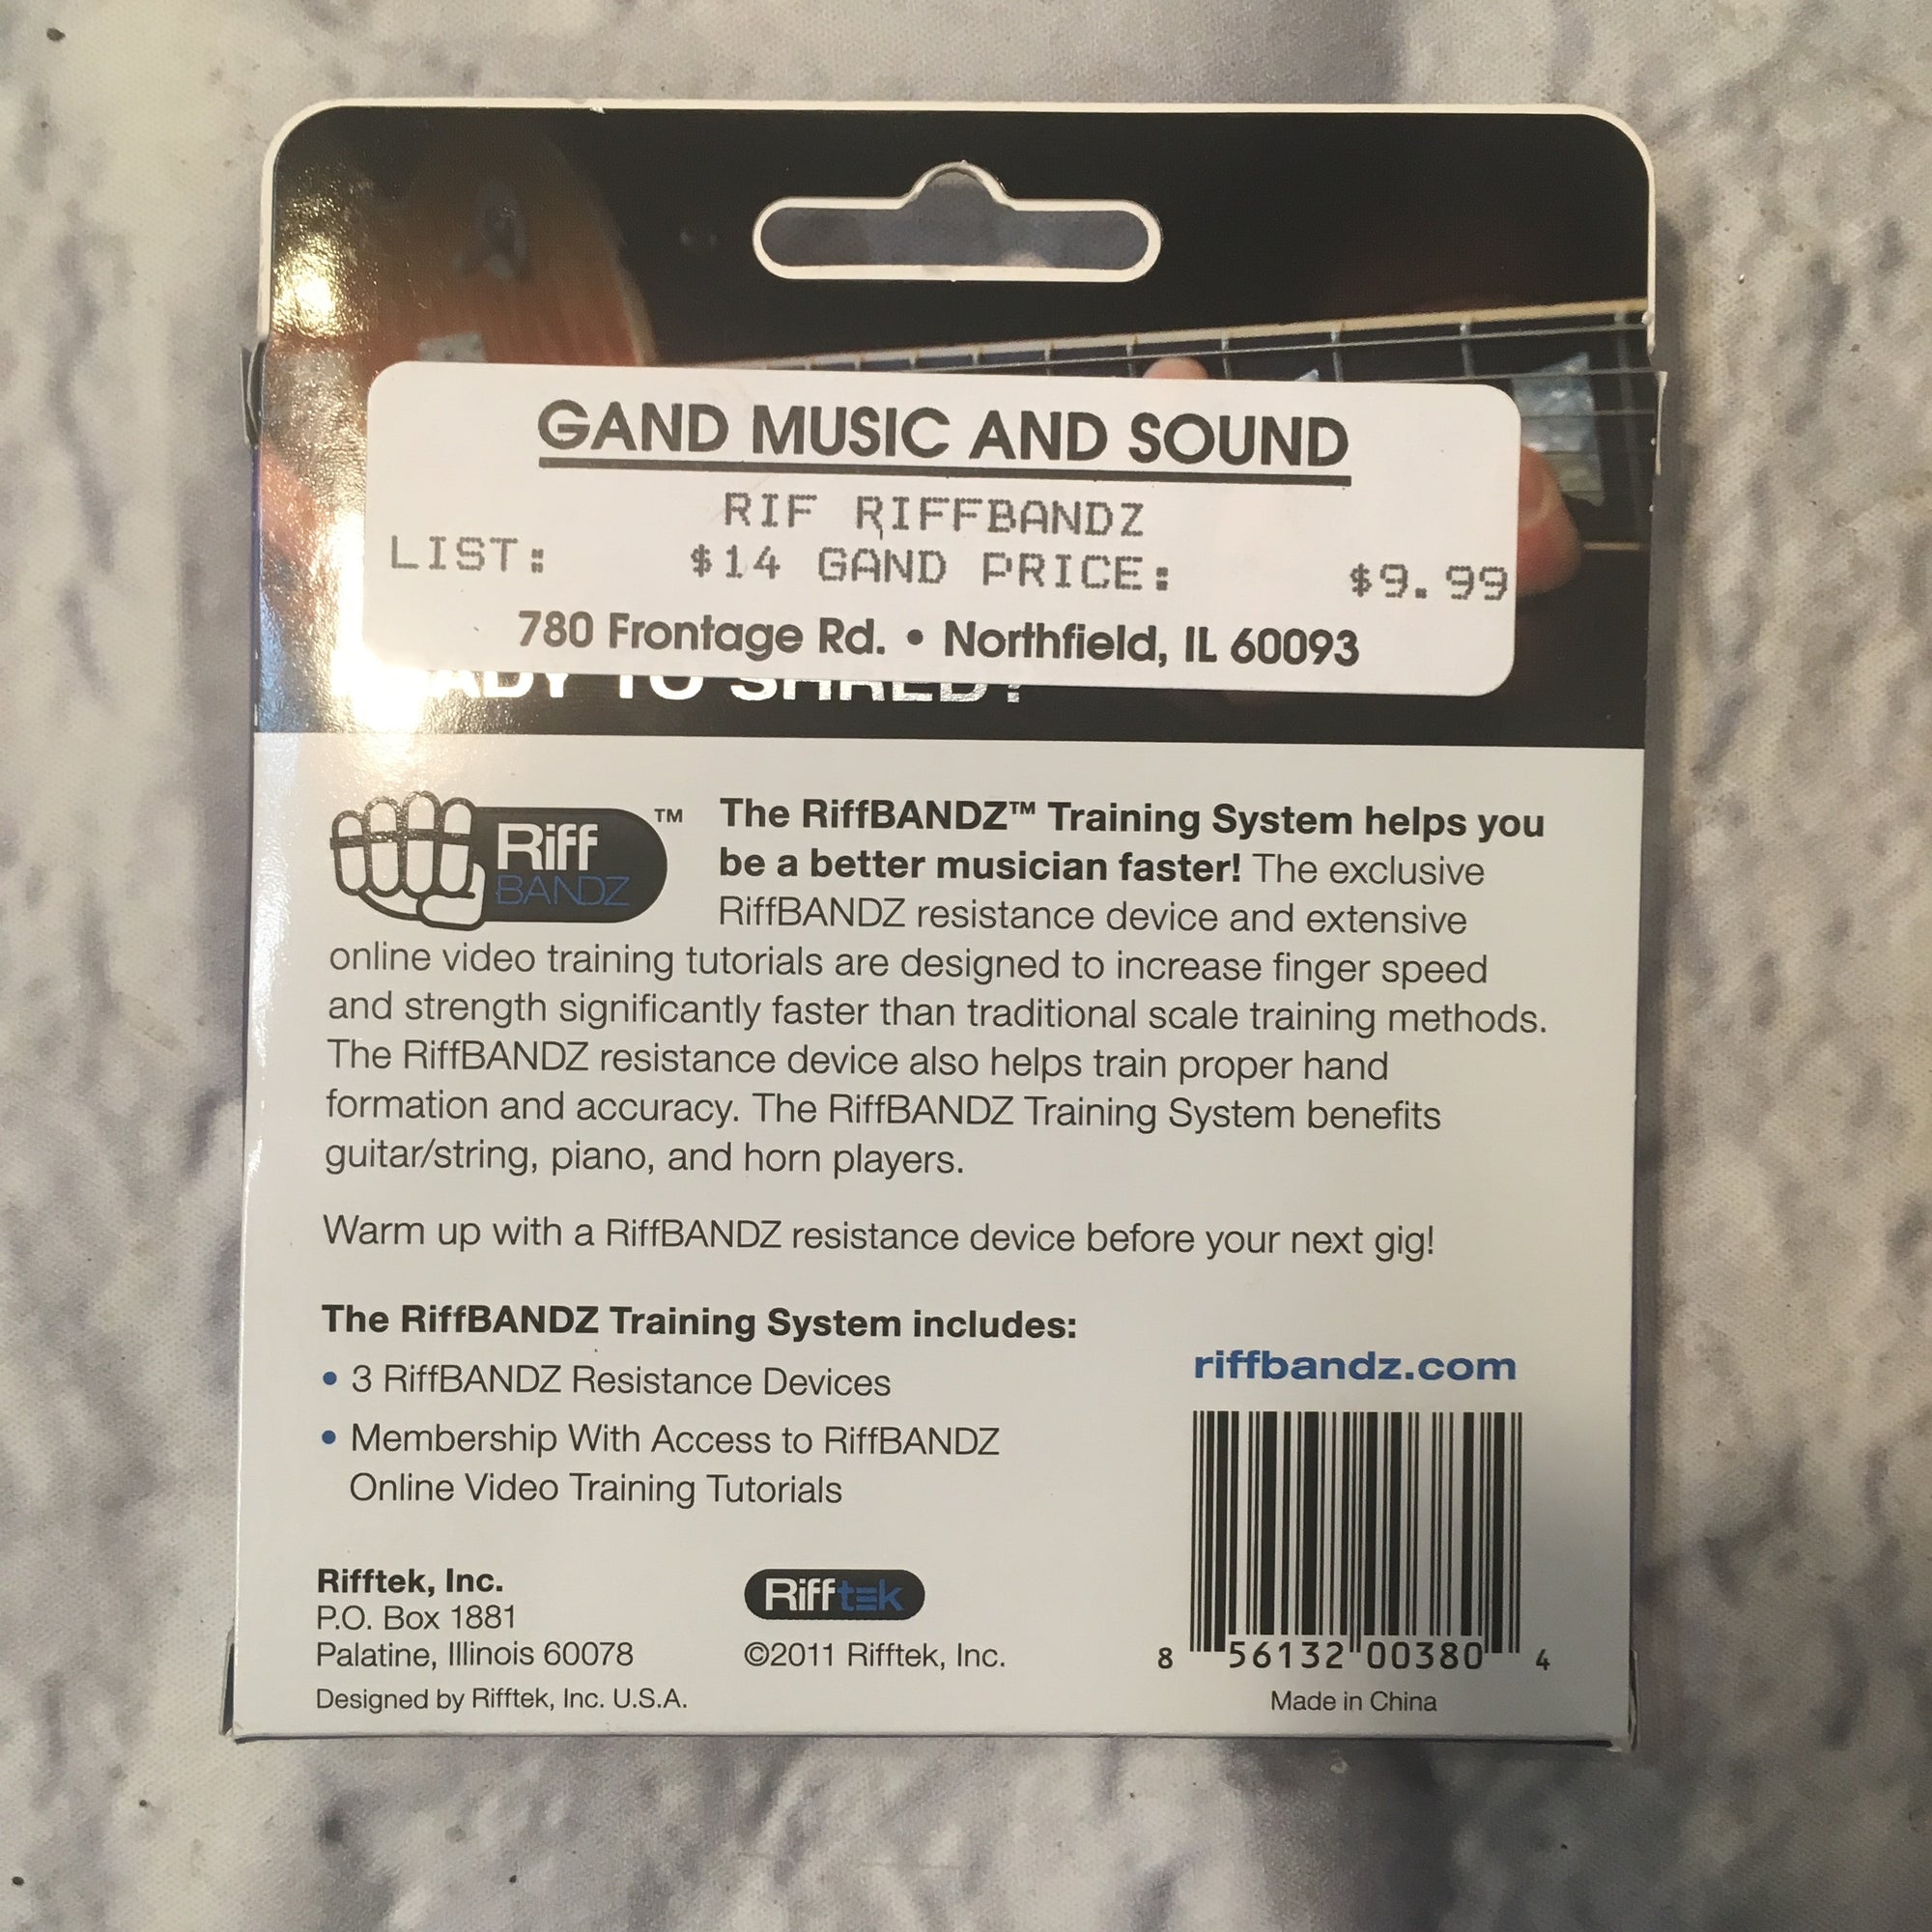 GAND MUSIC AND SOUND
RIF RIFFBANDZ
LIST: $14 GAND PRICE: $9.99
780 Frontage Rd. • Northfield, IL 60093
TO SHRED?
Riff
BANDZ
TM
The RiffBANDZ™ Training System helps you
be a better musician faster! The exclusive
RiffBANDZ resistance device and extensive
online video training tutorials are designed to increase finger speed
and strength significantly faster than traditional scale training methods.
The RiffBANDZ resistance device also helps train proper hand
formation and accuracy. The RiffBANDZ Training System benefits
guitar/string, piano, and horn players.
Warm up with a RiffBANDZ resistance device before your next gig!
The RiffBANDZ Training System includes:
• 3 RiffBANDZ Resistance Devices
• Membership With Access to RiffBANDZ
Online Video Training Tutorials
riffbandz.com
8 56132 00380 4
Made in China
Rifftek, Inc.
P.O. Box 1881
Palatine, Illinois 60078
Designed by Rifftek, Inc. U.S.A.
Rifftek
©2011 Rifftek, Inc.